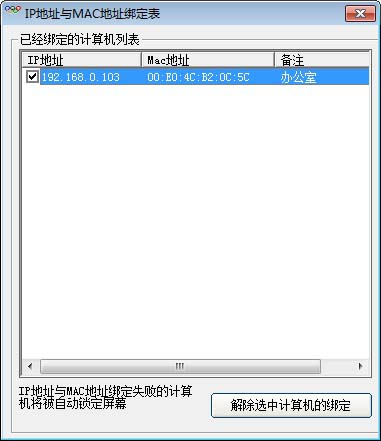 IP地址与MAC地址绑定表
已经绑定的计算机列表
IP地址 Mac地址 备注
192.168.0.103 00:E0:4C:B2:0C:5C 办公室
IP地址与MAC地址绑定失败的计算
机将被自动锁定屏幕
解除选中计算机的绑定